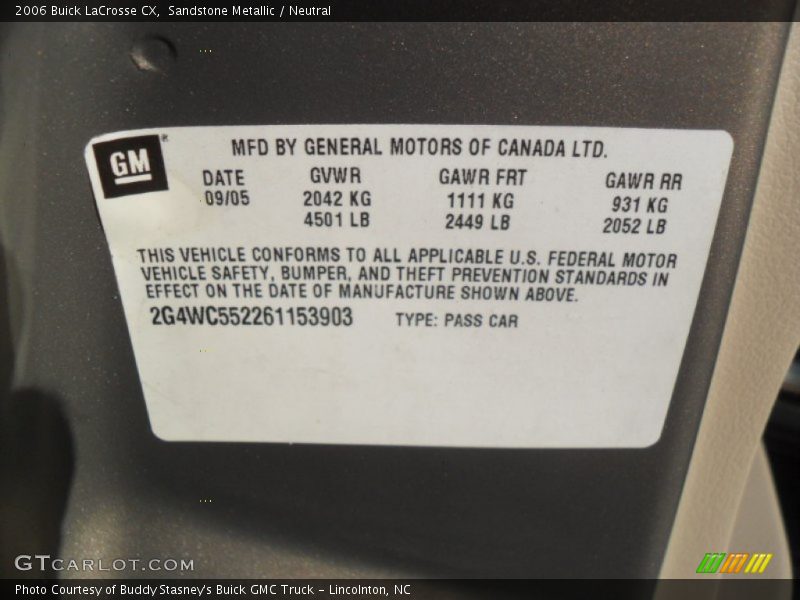 2006 Buick LaCrosse CX, Sandstone Metallic / Neutral
GM
MFD BY GENERAL MOTORS OF CANADA LTD.
DATE GVWR GAWR FRT GAWR RR
09/05 2042 KG 1111 KG 931 KG
4501 LB 2449 LB 2052 LB
THIS VEHICLE CONFORMS TO ALL APPLICABLE U.S. FEDERAL MOTOR
VEHICLE SAFETY, BUMPER, AND THEFT PREVENTION STANDARDS IN
EFFECT ON THE DATE OF MANUFACTURE SHOWN ABOVE.
2G4WC552261153903 TYPE: PASS CAR
GTCARLOT.COM
Photo Courtesy of Buddy Stasney's Buick GMC Truck - Lincolnton, NC